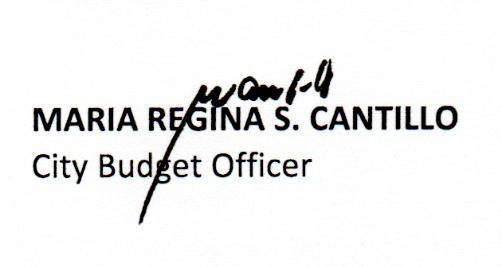 MARIA REGINA S. CANTILLO
City Budget Officer